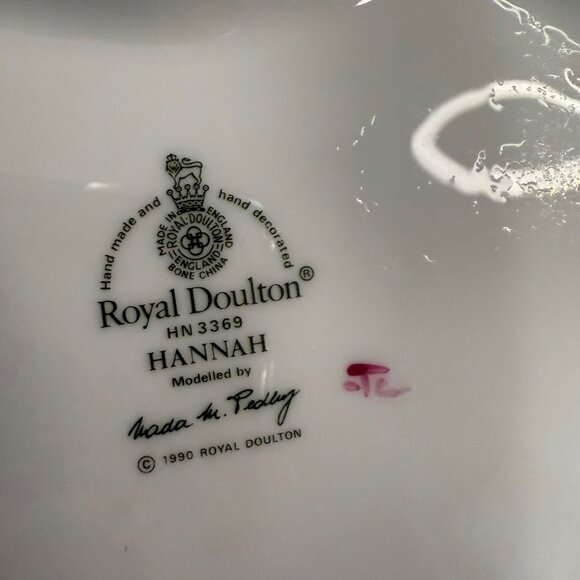 Hand made and hand decorated
MADE IN ENGLAND
ROYAL·DOULTON
ENGLAND
BONE CHINA
Royal Doulton®
HN 3369
HANNAH
Modelled by
Nada M. Pedley
© 1990 ROYAL DOULTON